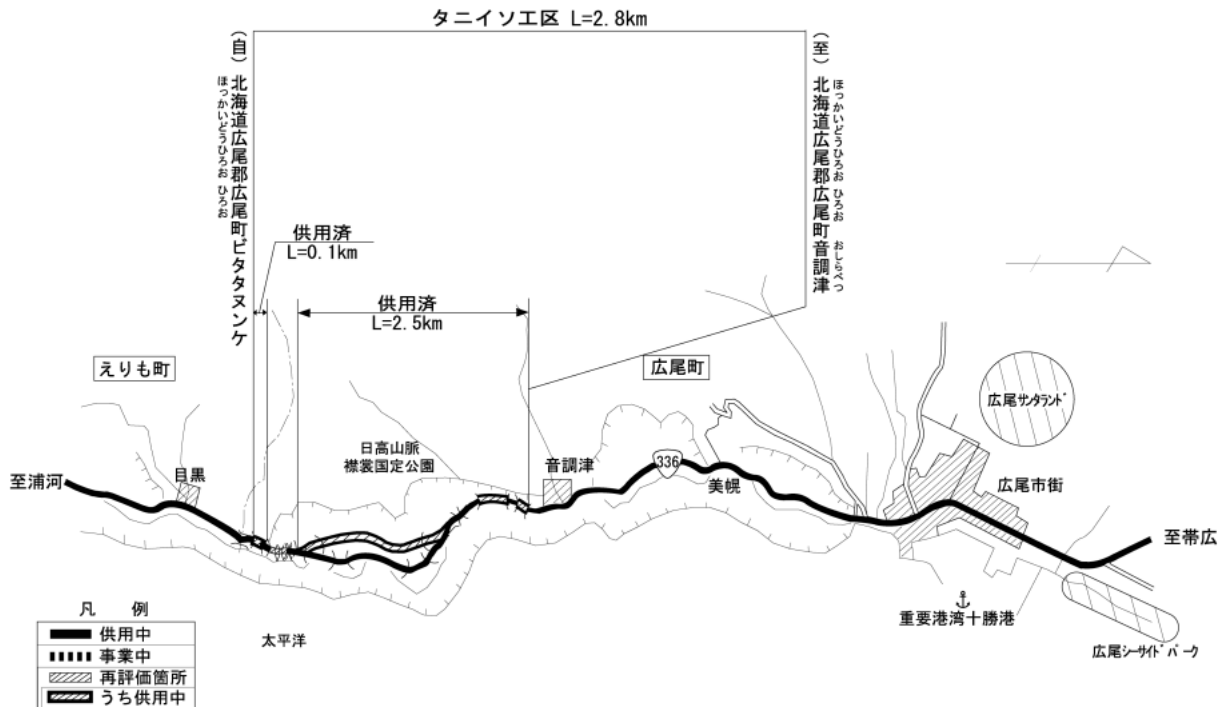 タニイソ工区 L=2.8km
(自)北海道広尾郡広尾町ビタタヌンケ
ほっかいどうひろお ひろお
(至)北海道広尾郡広尾町音調津
ほっかいどうひろお ひろお おしらべつ
供用済
L=0.1km
供用済
L=2.5km
えりも町
広尾町
広尾サンタランド
日高山脈
襟裳国定公園
目黒
音調津
336
美幌
広尾市街
至浦河
至帯広
重要港湾十勝港
広尾シーサイドパーク
太平洋
凡 例
供用中
事業中
再評価箇所
うち供用中